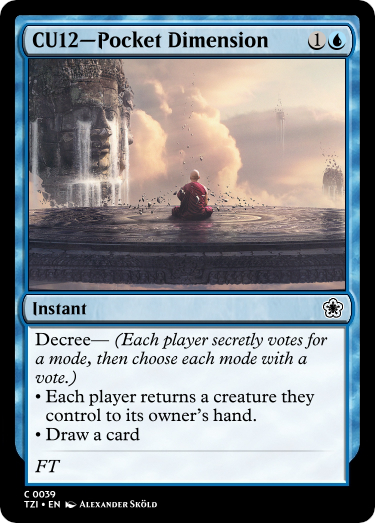 CU12—Pocket Dimension 1
Instant
Decree— (Each player secretly votes for
a mode, then choose each mode with a
vote.)
• Each player returns a creature they
control to its owner's hand.
• Draw a card
FT
C 0039
TZI • EN Alexander Sköld